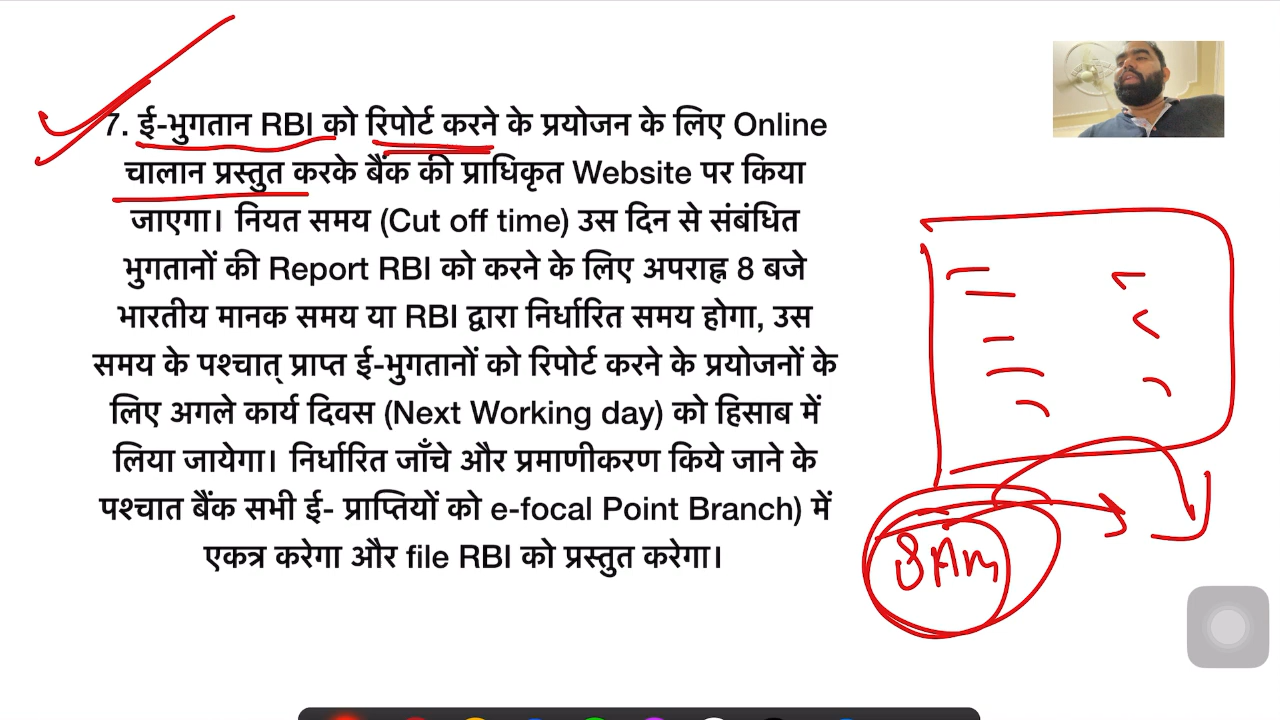 7. ई-भुगतान RBI को रिपोर्ट करने के प्रयोजन के लिए Online
चालान प्रस्तुत करके बैंक की प्राधिकृत Website पर किया
जाएगा। नियत समय (Cut off time) उस दिन से संबंधित
भुगतानों की Report RBI को करने के लिए अपराह्न 8 बजे
भारतीय मानक समय या RBI द्वारा निर्धारित समय होगा, उस
समय के पश्चात् प्राप्त ई-भुगतानों को रिपोर्ट करने के प्रयोजनों के
लिए अगले कार्य दिवस (Next Working day) को हिसाब में
लिया जायेगा। निर्धारित जाँचे और प्रमाणीकरण किये जाने के
पश्चात बैंक सभी ई- प्राप्तियों को e-focal Point Branch) में
एकत्र करेगा और file RBI को प्रस्तुत करेगा।
8 Am